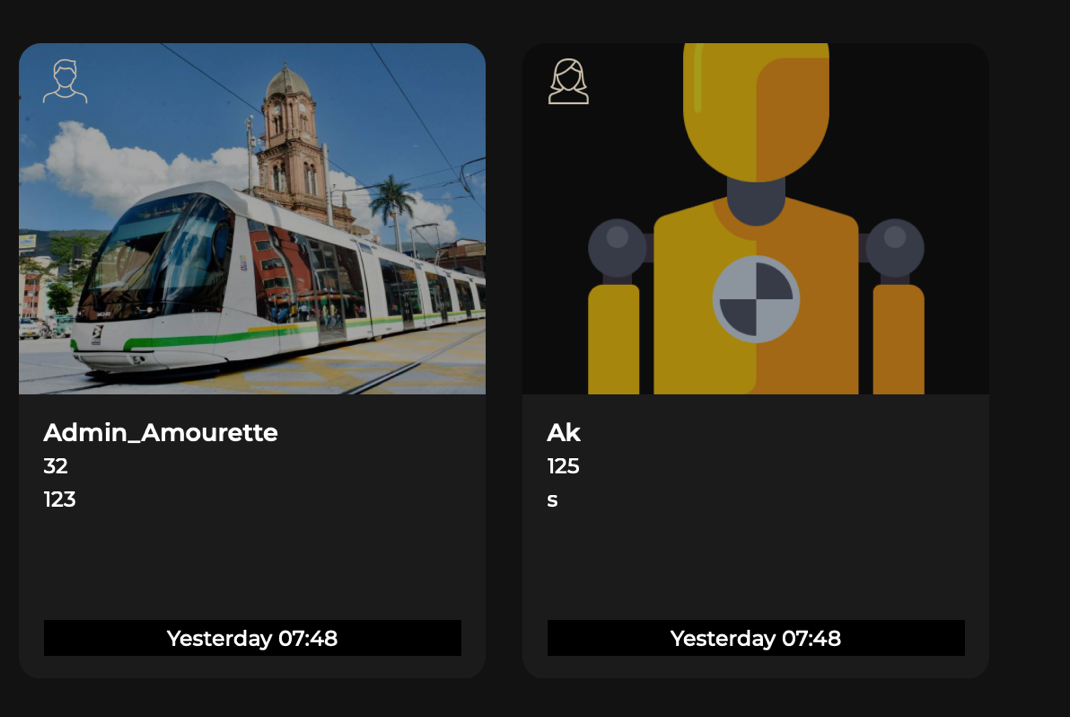 Admin_Amourette
32
123
Yesterday 07:48
Ak
125
s
Yesterday 07:48